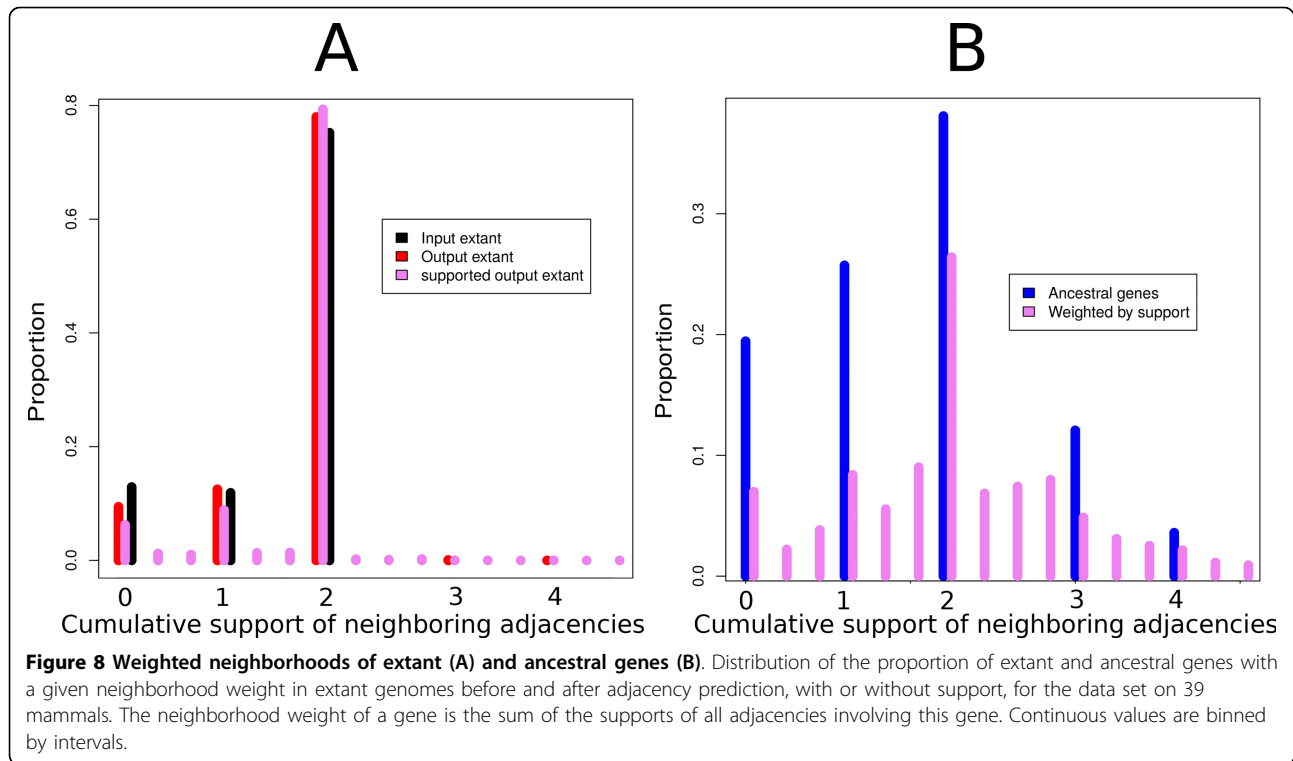 A
B
0.8
0.6
0.4
0.2
0.0
Proportion
Input extant
Output extant
supported output extant
0 1 2 3 4
Cumulative support of neighboring adjacencies
0.3
0.2
0.1
0.0
Proportion
Ancestral genes
Weighted by support
0 1 2 3 4
Cumulative support of neighboring adjacencies
Figure 8 Weighted neighborhoods of extant (A) and ancestral genes (B). Distribution of the proportion of extant and ancestral genes with
a given neighborhood weight in extant genomes before and after adjacency prediction, with or without support, for the data set on 39
mammals. The neighborhood weight of a gene is the sum of the supports of all adjacencies involving this gene. Continuous values are binned
by intervals.